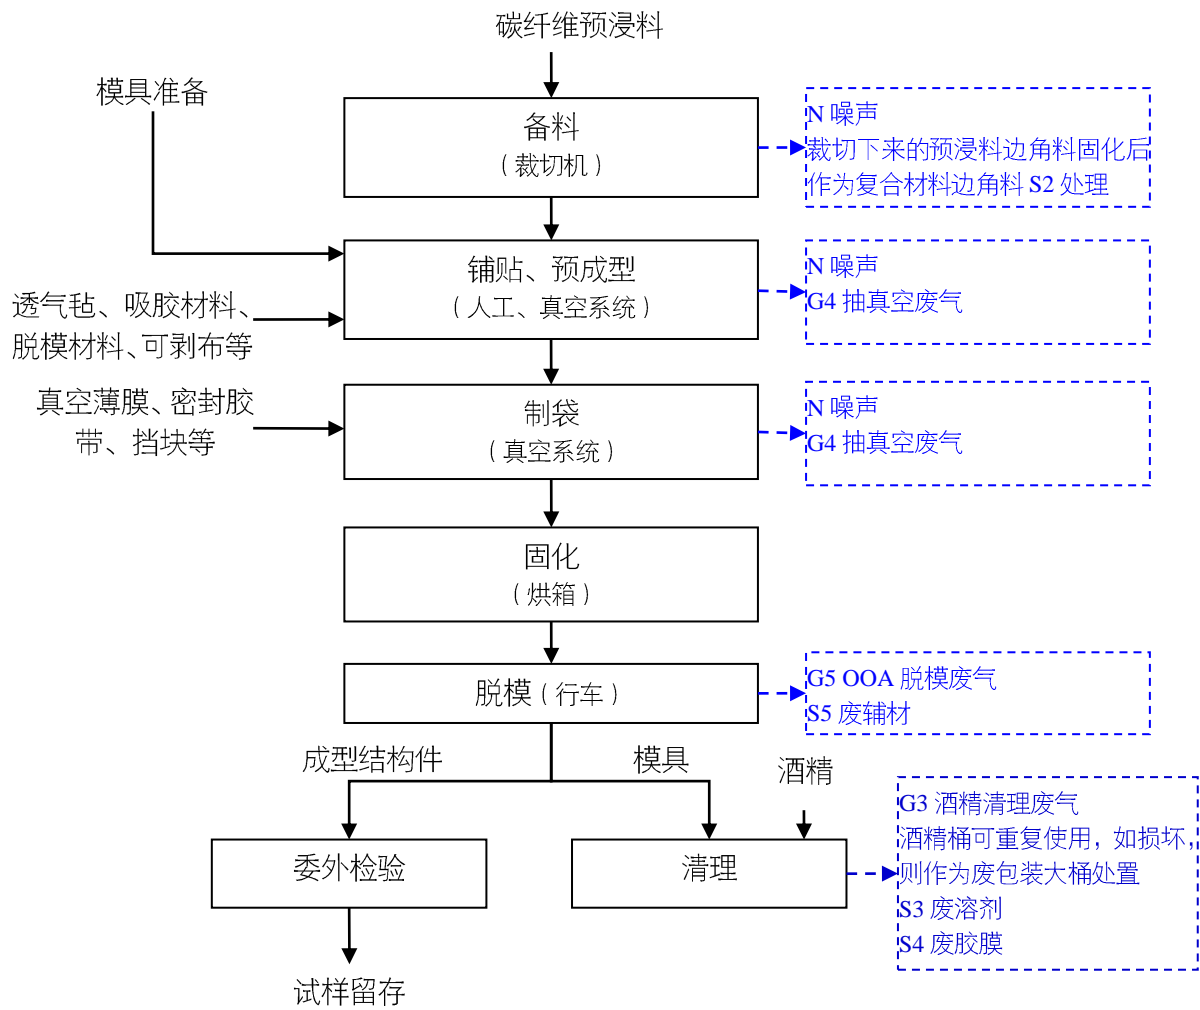 碳纤维预浸料
模具准备
备料
（裁切机）
N 噪声
裁切下来的预浸料边角料固化后
作为复合材料边角料 S2 处理
铺贴、预成型
（人工、真空系统）
N 噪声
G4 抽真空废气
透气毡、吸胶材料、
脱模材料、可剥布等
真空薄膜、密封胶
带、挡块等
制袋
（真空系统）
N 噪声
G4 抽真空废气
固化
（烘箱）
脱模（行车）
G5 OOA 脱模废气
S5 废辅材
成型结构件
模具
酒精
委外检验
清理
G3 酒精清理废气
酒精桶可重复使用，如损坏，
则作为废包装大桶处置
S3 废溶剂
S4 废胶膜
试样留存